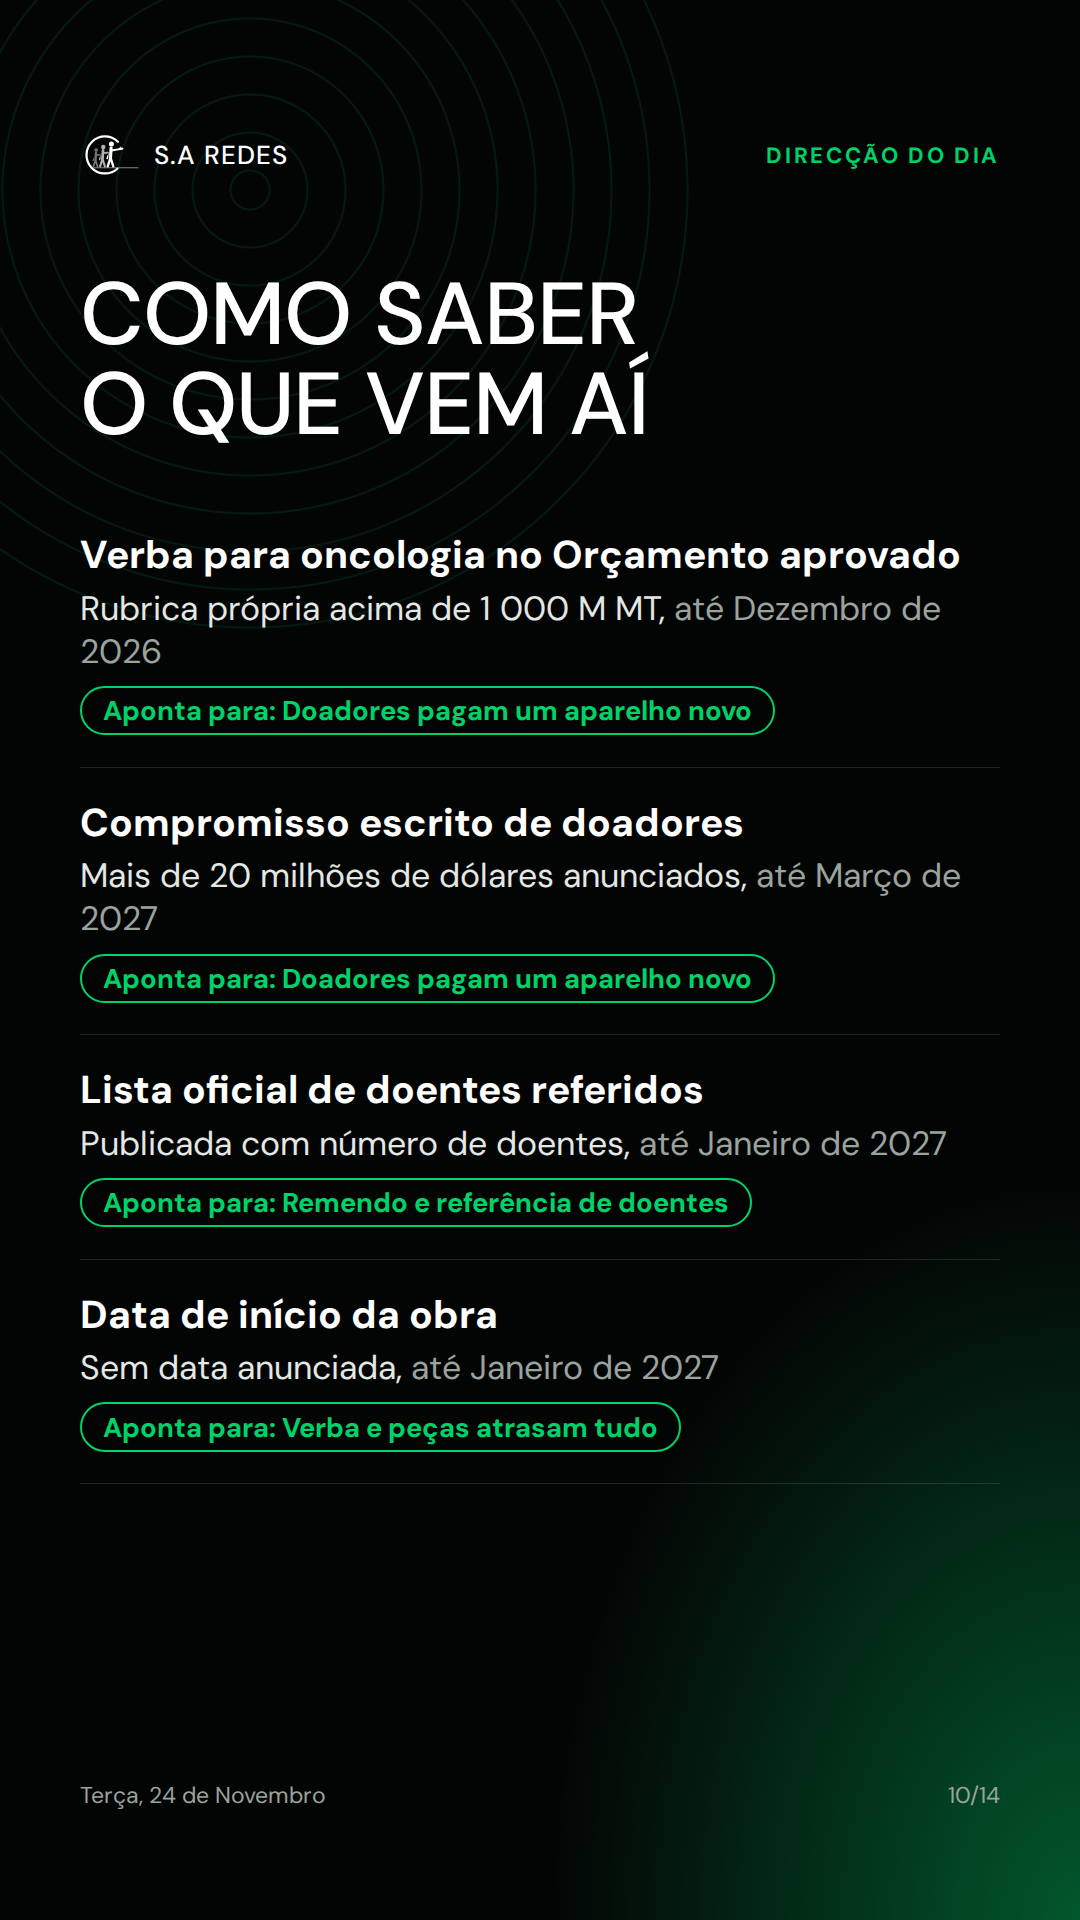 S.A REDES
DIRECÇÃO DO DIA
COMO SABER
O QUE VEM AÍ
Verba para oncologia no Orçamento aprovado
Rubrica própria acima de 1 000 M MT, até Dezembro de
2026
Aponta para: Doadores pagam um aparelho novo
Compromisso escrito de doadores
Mais de 20 milhões de dólares anunciados, até Março de
2027
Aponta para: Doadores pagam um aparelho novo
Lista oficial de doentes referidos
Publicada com número de doentes, até Janeiro de 2027
Aponta para: Remendo e referência de doentes
Data de início da obra
Sem data anunciada, até Janeiro de 2027
Aponta para: Verba e peças atrasam tudo
Terça, 24 de Novembro
10/14